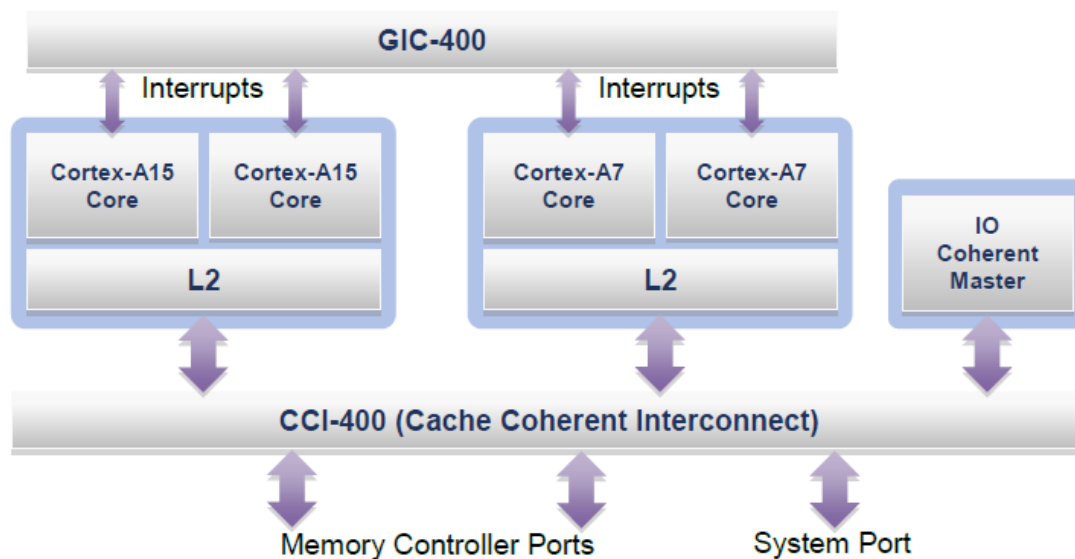 GIC-400
Interrupts
Interrupts
Cortex-A15
Core
Cortex-A15
Core
Cortex-A7
Core
Cortex-A7
Core
IO
Coherent
Master
L2
L2
CCI-400 (Cache Coherent Interconnect)
Memory Controller Ports
System Port